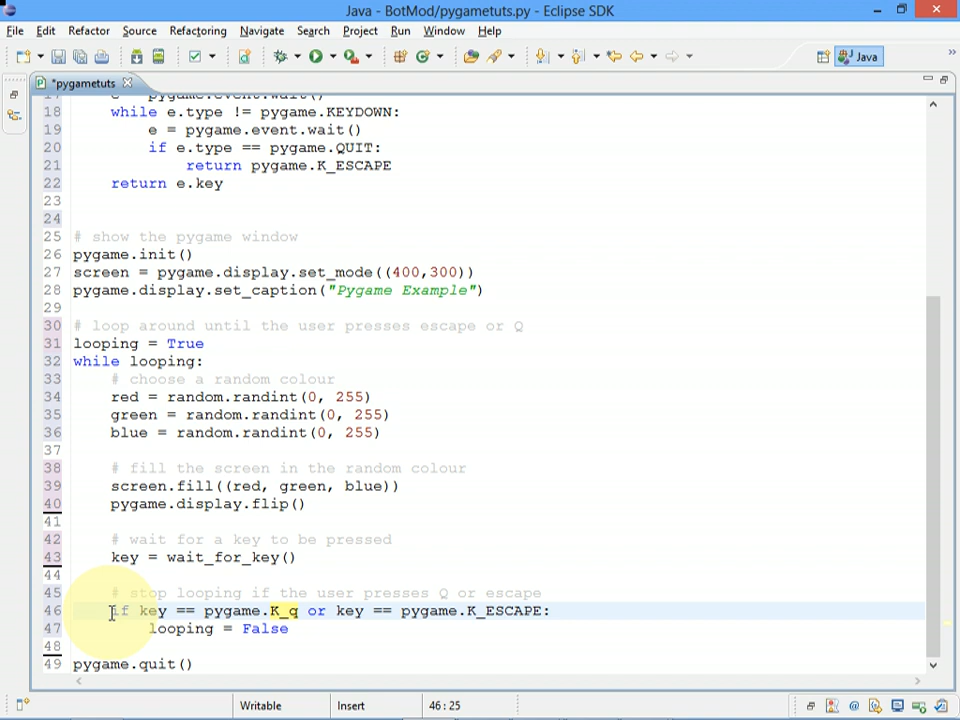 Java - BotMod/pygametuts.py - Eclipse SDK
File Edit Refactor Source Refactoring Navigate Search Project Run Window Help
Java
*pygametuts
17 e = pygame.event.wait()
18 while e.type != pygame.KEYDOWN:
19 e = pygame.event.wait()
20 if e.type == pygame.QUIT:
21 return pygame.K_ESCAPE
22 return e.key
23
24
25 # show the pygame window
26 pygame.init()
27 screen = pygame.display.set_mode((400,300))
28 pygame.display.set_caption("Pygame Example")
29
30 # loop around until the user presses escape or Q
31 looping = True
32 while looping:
33 # choose a random colour
34 red = random.randint(0, 255)
35 green = random.randint(0, 255)
36 blue = random.randint(0, 255)
37
38 # fill the screen in the random colour
39 screen.fill((red, green, blue))
40 pygame.display.flip()
41
42 # wait for a key to be pressed
43 key = wait_for_key()
44
45 # stop looping if the user presses Q or escape
46 if key == pygame.K_q or key == pygame.K_ESCAPE:
47 looping = False
48
49 pygame.quit()
Writable Insert 46 : 25